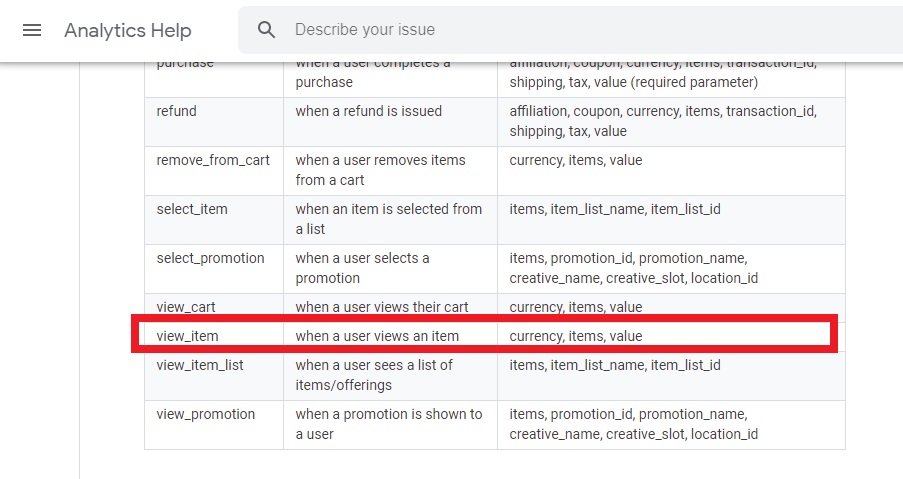 Analytics Help
Describe your issue
purchase when a user completes a affiliation, coupon, currency, items, transaction_id,
purchase shipping, tax, value (required parameter)
refund when a refund is issued affiliation, coupon, currency, items, transaction_id,
shipping, tax, value
remove_from_cart when a user removes items currency, items, value
from a cart
select_item when an item is selected from items, item_list_name, item_list_id
a list
select_promotion when a user selects a items, promotion_id, promotion_name,
promotion creative_name, creative_slot, location_id
view_cart when a user views their cart currency, items, value
view_item when a user views an item currency, items, value
view_item_list when a user sees a list of items, item_list_name, item_list_id
items/offerings
view_promotion when a promotion is shown to items, promotion_id, promotion_name,
a user creative_name, creative_slot, location_id